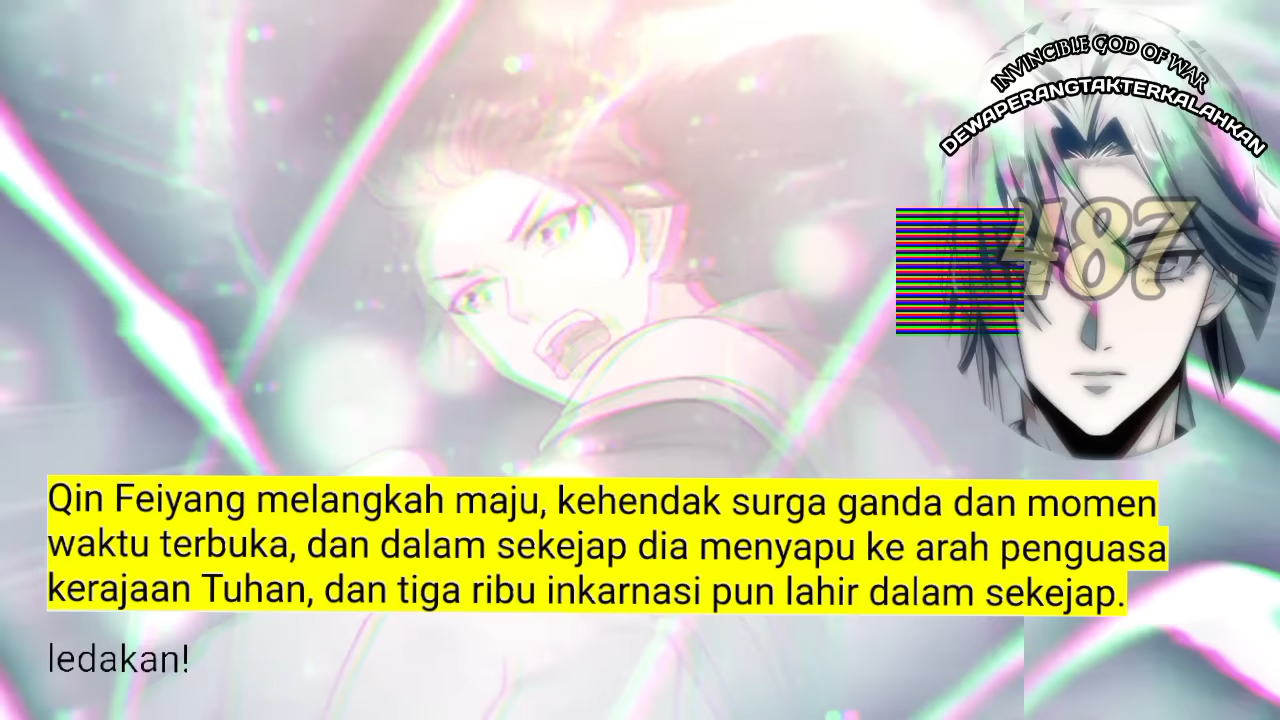 INVINCIBLE GOD OF WAR
DEWAPERANGTAKTERKALAHKAN
487
Qin Feiyang melangkah maju, kehendak surga ganda dan momen
waktu terbuka, dan dalam sekejap dia menyapu ke arah penguasa
kerajaan Tuhan, dan tiga ribu inkarnasi pun lahir dalam sekejap.
ledakan!